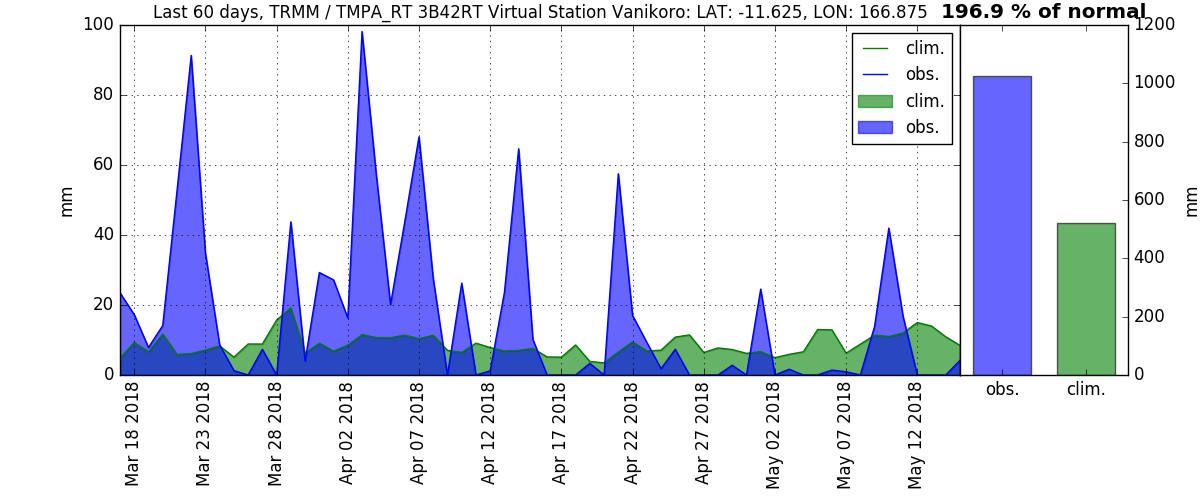 Last 60 days, TRMM / TMPA_RT 3B42RT Virtual Station Vanikoro: LAT: -11.625, LON: 166.875
196.9 % of normal
100
80
60
40
20
0
mm
clim.
obs.
clim.
obs.
Mar 18 2018
Mar 23 2018
Mar 28 2018
Apr 02 2018
Apr 07 2018
Apr 12 2018
Apr 17 2018
Apr 22 2018
Apr 27 2018
May 02 2018
May 07 2018
May 12 2018
1200
1000
800
600
400
200
0
mm
obs.
clim.